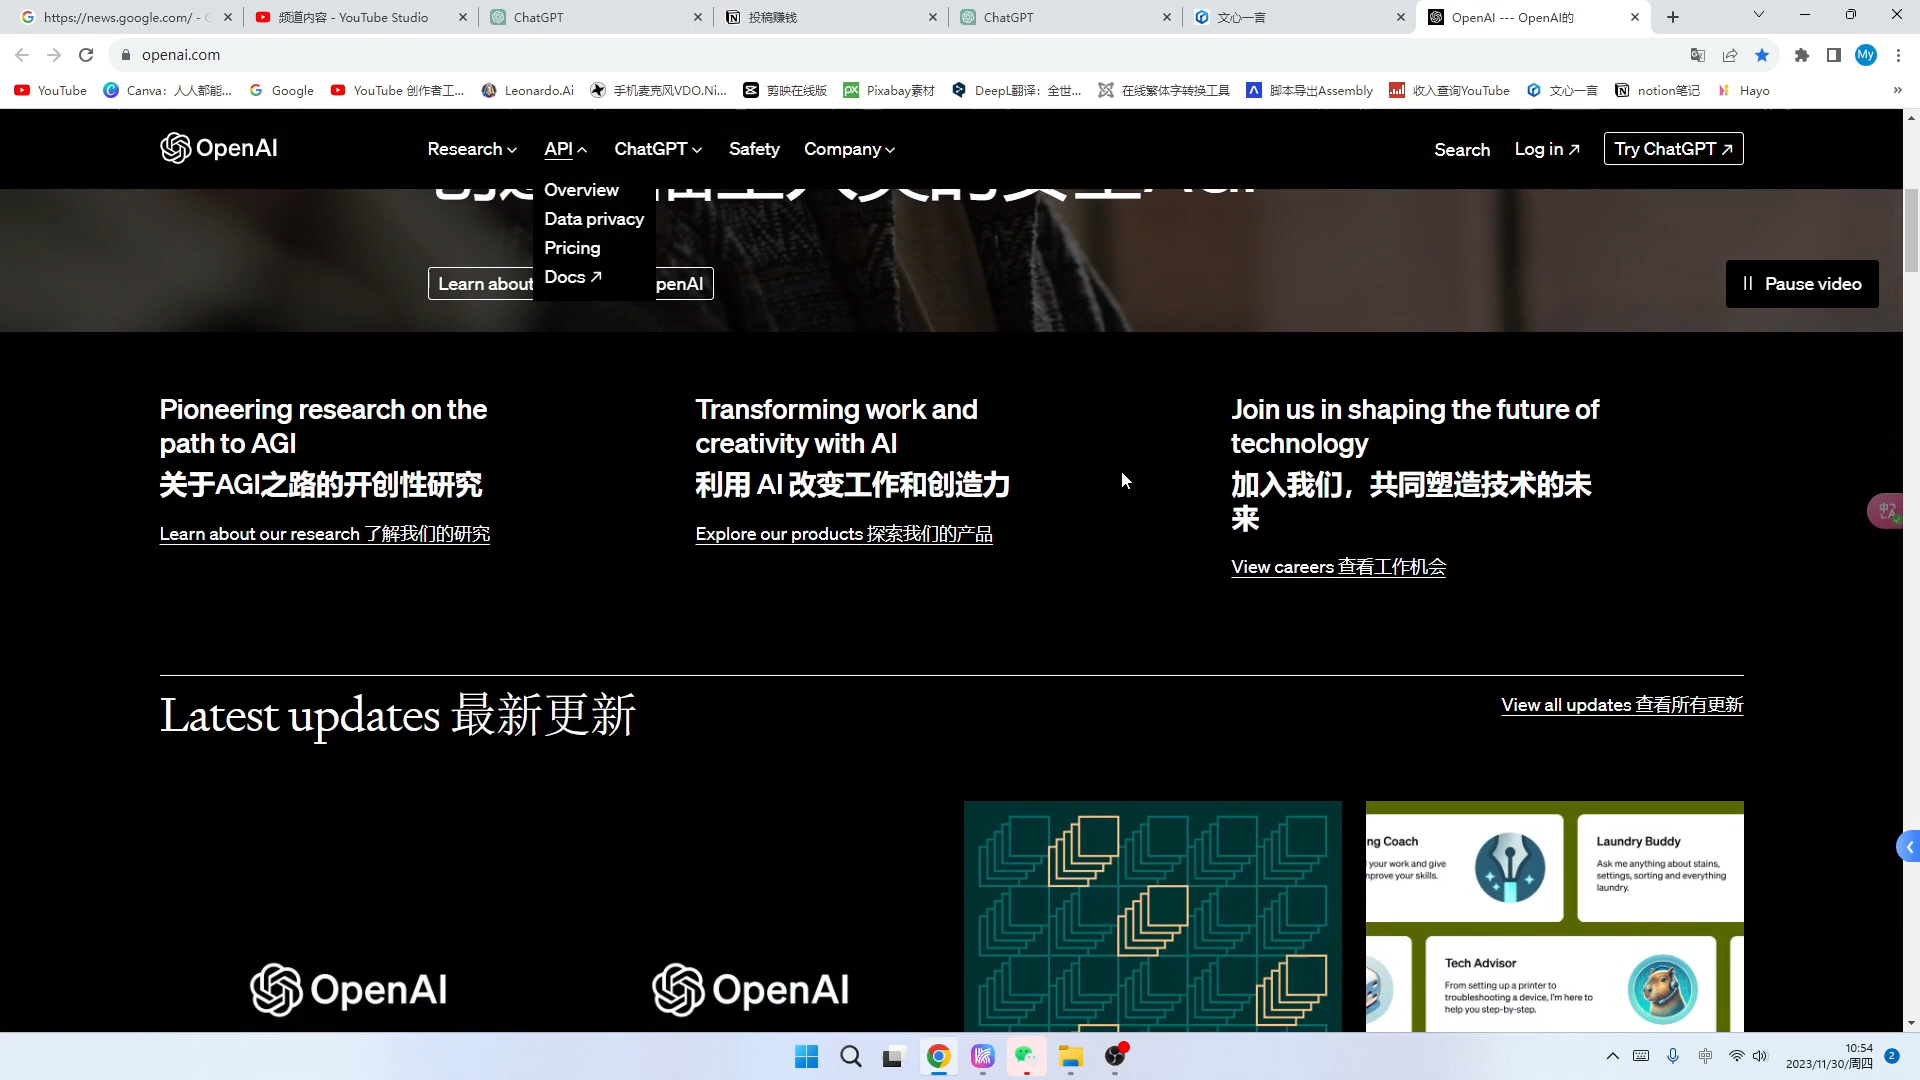 https://news.google.com/ - G
频道内容 - YouTube Studio
ChatGPT
投稿赚钱
ChatGPT
文心一言
OpenAI --- OpenAI的
openai.com
My
YouTube
Canva：人人都能...
Google
YouTube 创作者工...
Leonardo.Ai
手机麦克风VDO.Ni...
剪映在线版
Pixabay素材
DeepL翻译：全世...
在线繁体字转换工具
脚本导出Assembly
收入查询YouTube
文心一言
notion笔记
Hayo
OpenAI
Research
API
ChatGPT
Safety
Company
Search
Log in ↗
Try ChatGPT ↗
Overview
Data privacy
Pricing
Docs ↗
Learn about
penAI
Pause video
Pioneering research on the
path to AGI
关于AGI之路的开创性研究
Learn about our research 了解我们的研究
Transforming work and
creativity with AI
利用 AI 改变工作和创造力
Explore our products 探索我们的产品
Join us in shaping the future of
technology
加入我们，共同塑造技术的未
来
View careers 查看工作机会
Latest updates 最新更新
View all updates 查看所有更新
OpenAI
OpenAI
ng Coach
your work and give
nprove your skills.
Laundry Buddy
Ask me anything about stains,
settings, sorting and everything
laundry.
Tech Advisor
From setting up a printer to
troubleshooting a device, I'm here to
help you step-by-step.
中
10:54
2023/11/30/周四
2